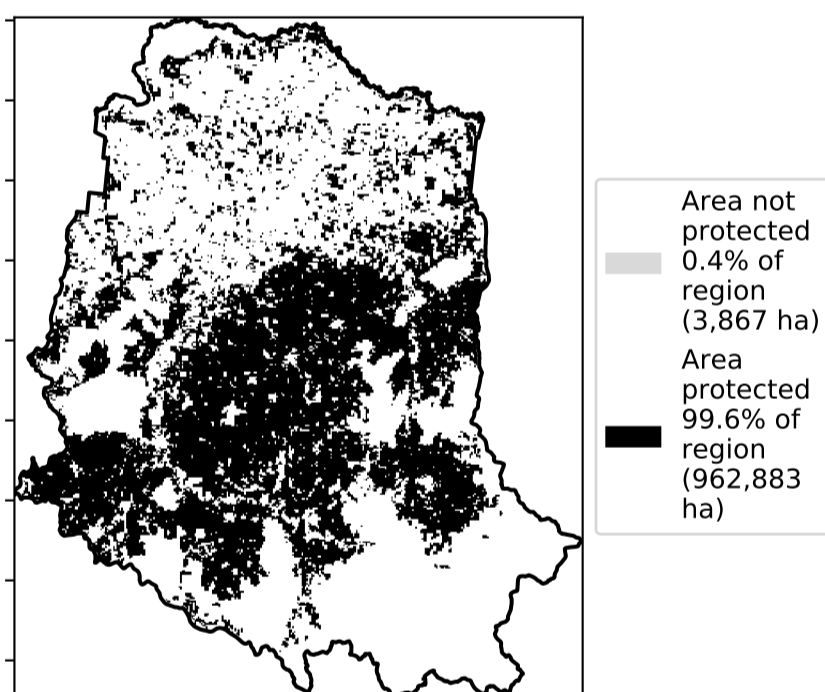 Area not
protected
0.4% of
region
(3,867 ha)
Area
protected
99.6% of
region
(962,883
ha)